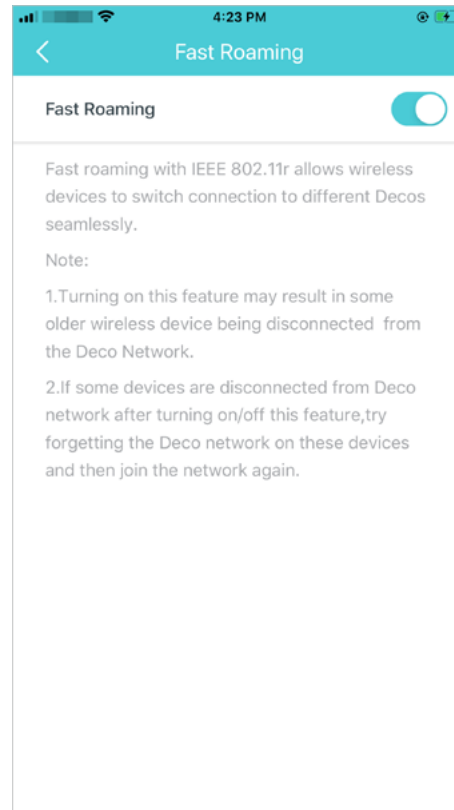 4:23 PM
Fast Roaming
Fast Roaming
Fast roaming with IEEE 802.11r allows wireless
devices to switch connection to different Decos
seamlessly.
Note:
1.Turning on this feature may result in some
older wireless device being disconnected  from
the Deco Network.
2.If some devices are disconnected from Deco
network after turning on/off this feature,try
forgetting the Deco network on these devices
and then join the network again.